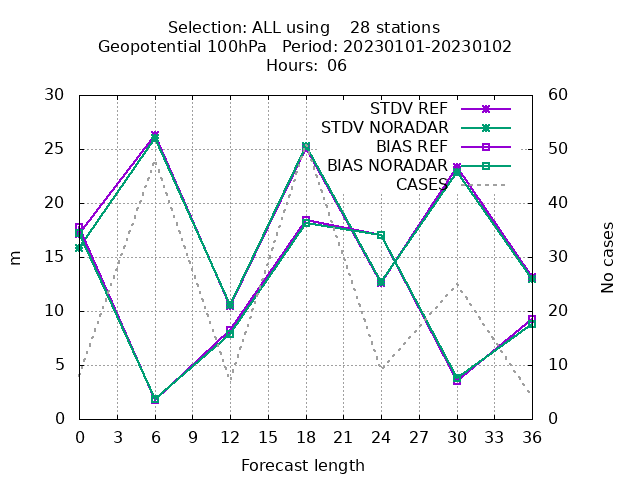 Selection: ALL using    28 stations
Geopotential 100hPa   Period: 20230101-20230102
Hours: 06
30 60
STDV REF
STDV NORADAR
25 50
BIAS REF
BIAS NORADAR
CASES
20 40
m 15 30 No cases
10 20
5 10
0 0
0 3 6 9 12 15 18 21 24 27 30 33 36
Forecast length